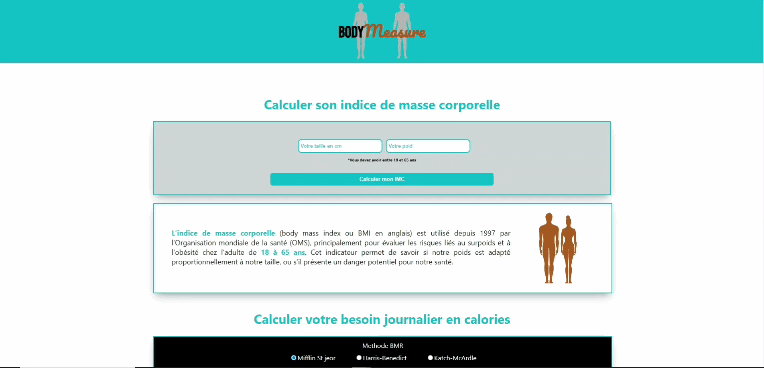 BODY Measure
Calculer son indice de masse corporelle
Votre taille en cm Votre poid
*Vous devez avoir entre 18 et 65 ans
Calculer mon IMC
L'indice de masse corporelle (body mass index ou BMI en anglais) est utilisé depuis 1997 par
l'Organisation mondiale de la santé (OMS), principalement pour évaluer les risques liés au surpoids et à
l'obésité chez l'adulte de 18 à 65 ans. Cet indicateur permet de savoir si notre poids est adapté
proportionnellement à notre taille, ou s'il présente un danger potentiel pour notre santé.
Calculer votre besoin journalier en calories
Methode BMR
Mifflin St jeor Harris-Benedict Katch-McArdle